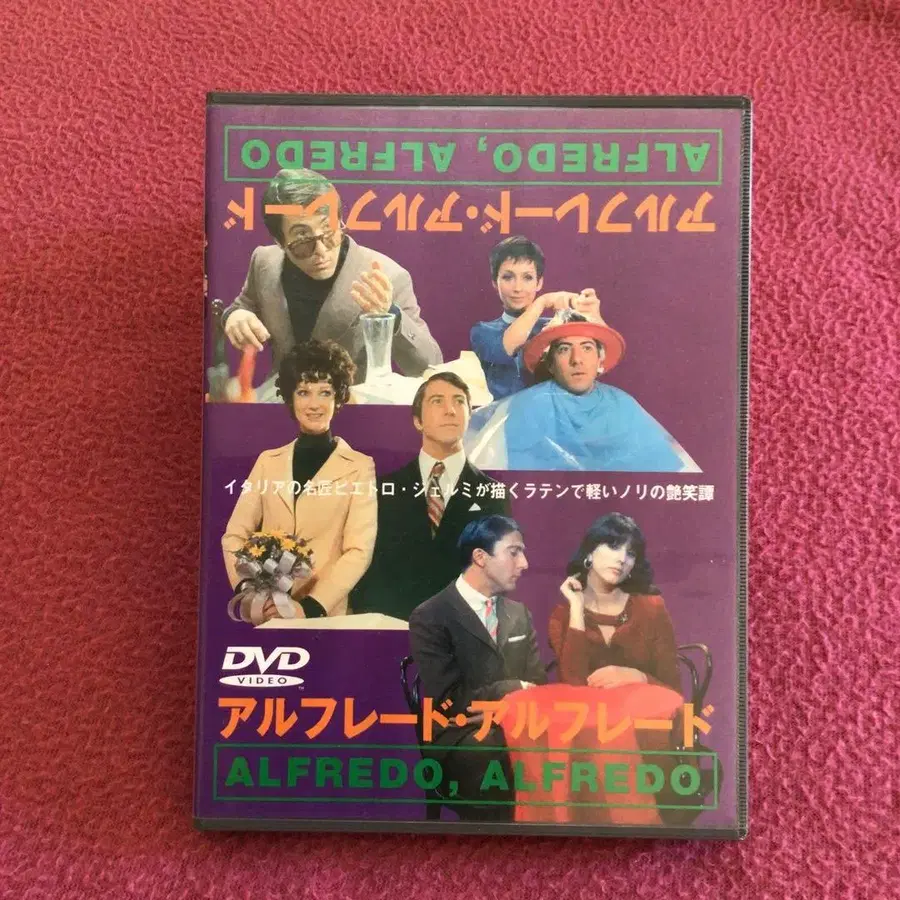 ALFREDO, ALFREDO
アルフレード・アルフレード
イタリアの名匠ピエトロ・ジェルミが描くラテンで軽いノリの艶笑譚
DVD
VIDEO
TM
アルフレード・アルフレード
ALFREDO, ALFREDO